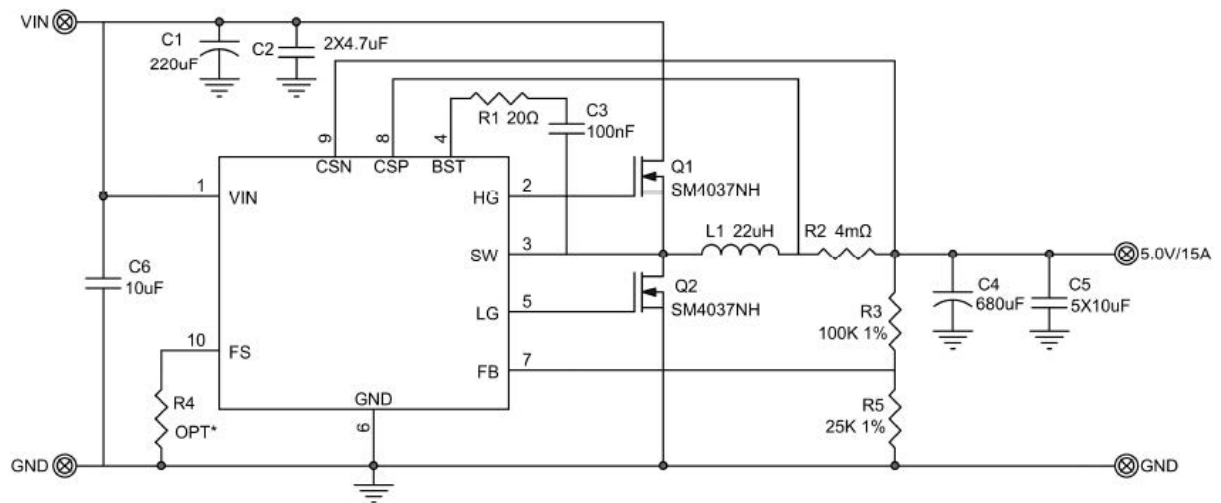 VIN
C1
220uF
C2
2X4.7uF
R1 20Ω
C3
100nF
9
8
4
CSN
CSP
BST
Q1
SM4037NH
1
VIN
HG
2
SW
3
L1 22uH
R2 4mΩ
5.0V/15A
C6
10uF
Q2
SM4037NH
LG
5
C4
680uF
C5
5X10uF
R3
100K 1%
10
FS
FB
7
R4
OPT*
GND
6
R5
25K 1%
GND
GND